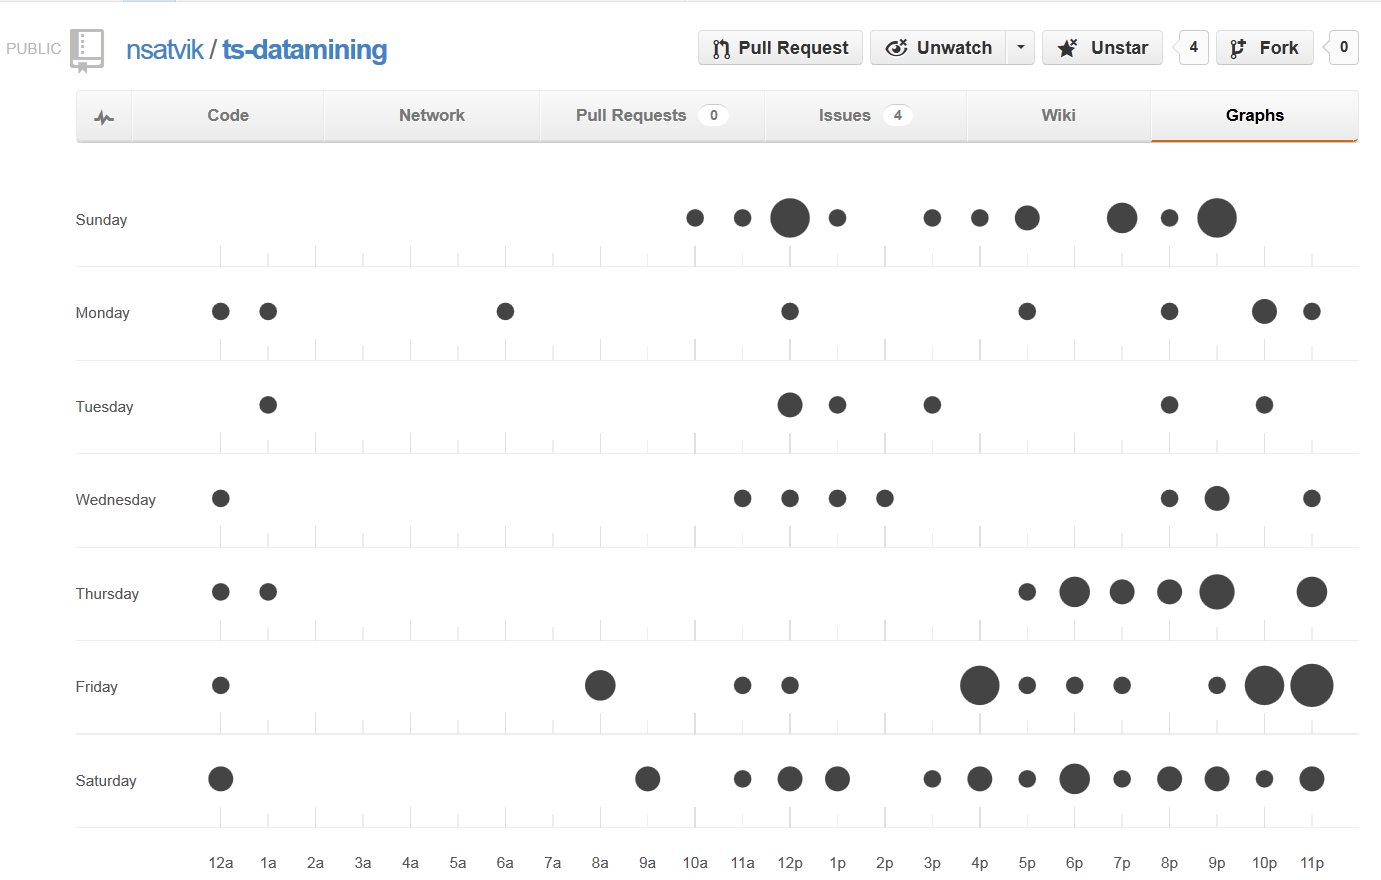 PUBLIC nsatvik / ts-datamining Pull Request Unwatch Unstar 4 Fork 0
Code Network Pull Requests 0 Issues 4 Wiki Graphs
Sunday
Monday
Tuesday
Wednesday
Thursday
Friday
Saturday
12a 1a 2a 3a 4a 5a 6a 7a 8a 9a 10a 11a 12p 1p 2p 3p 4p 5p 6p 7p 8p 9p 10p 11p